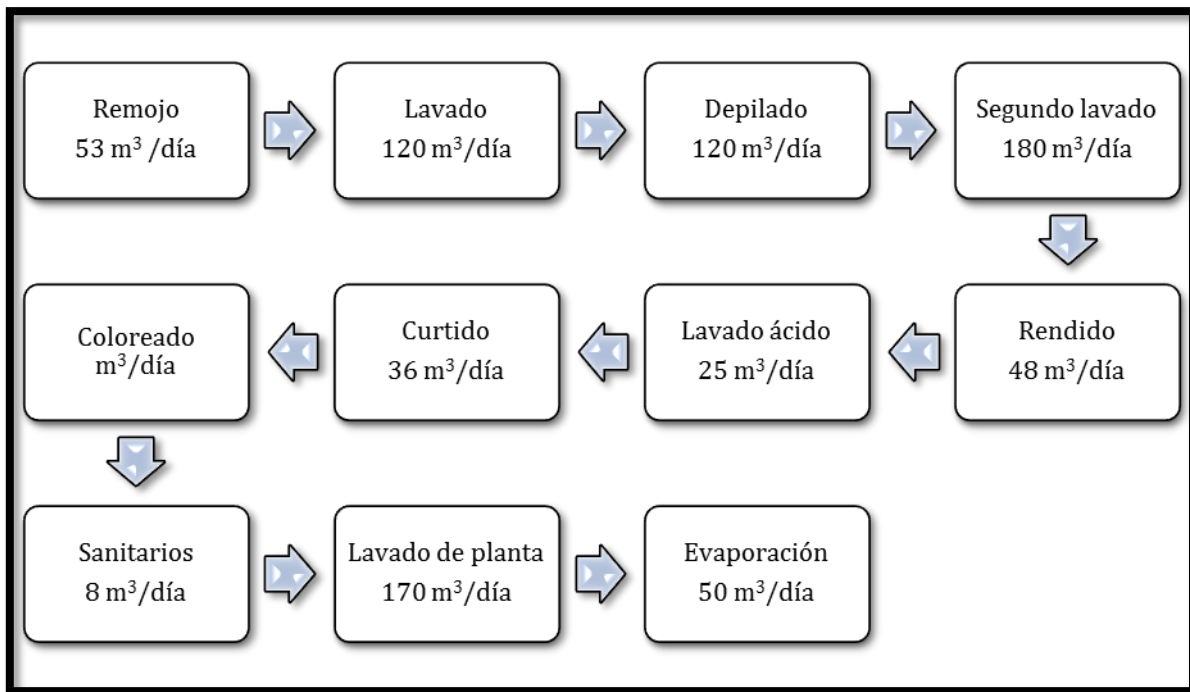 Remojo
53 m³ /día
Lavado
120 m³/día
Depilado
120 m³/día
Segundo lavado
180 m³/día
Coloreado
m³/día
Curtido
36 m³/día
Lavado ácido
25 m³/día
Rendido
48 m³/día
Sanitarios
8 m³/día
Lavado de planta
170 m³/día
Evaporación
50 m³/día